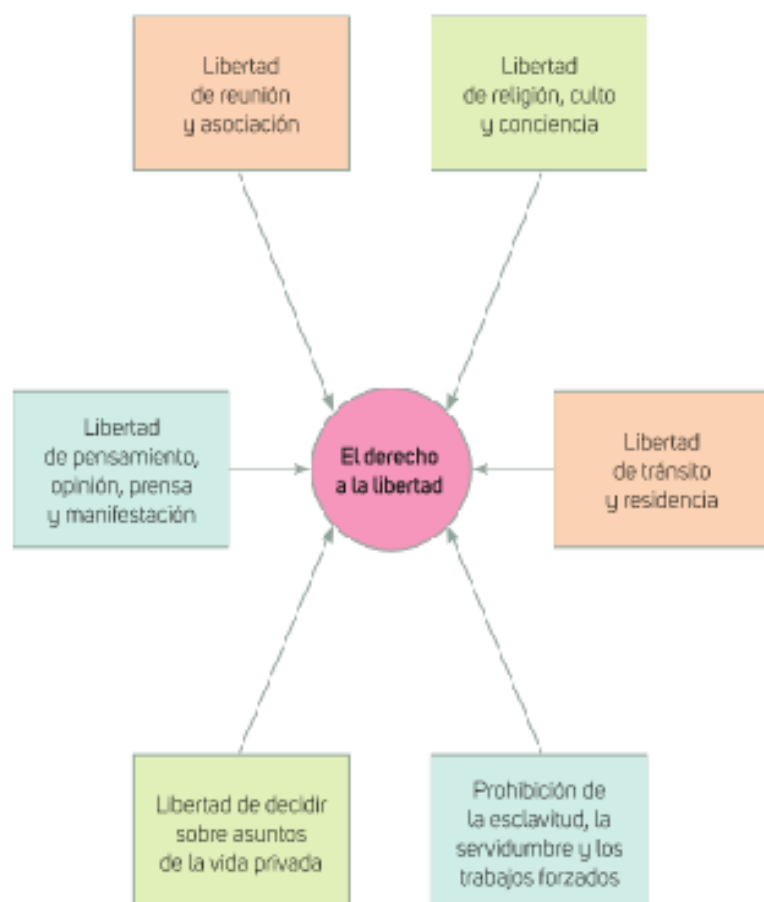 Libertad
de reunión
y asociación
Libertad
de religión, culto
y conciencia
Libertad
de pensamiento,
opinión, prensa
y manifestación
El derecho
a la libertad
Libertad
de tránsito
y residencia
Libertad de decidir
sobre asuntos
de la vida privada
Prohibición de
la esclavitud, la
servidumbre y los
trabajos forzados